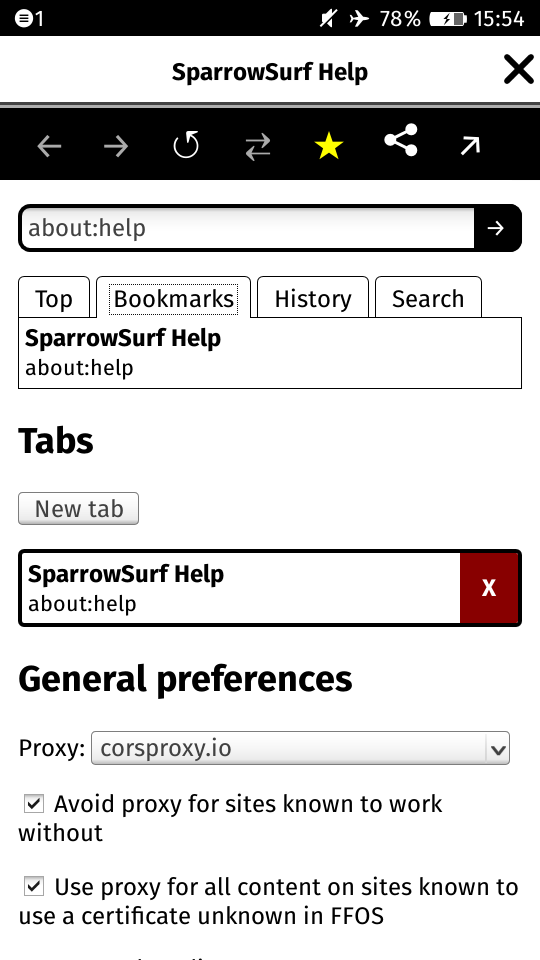 1 78% 15:54
SparrowSurf Help
about:help
Top Bookmarks History Search
SparrowSurf Help
about:help
Tabs
New tab
SparrowSurf Help
about:help
X
General preferences
Proxy: corsproxy.io
Avoid proxy for sites known to work
without
Use proxy for all content on sites known to
use a certificate unknown in FFOS